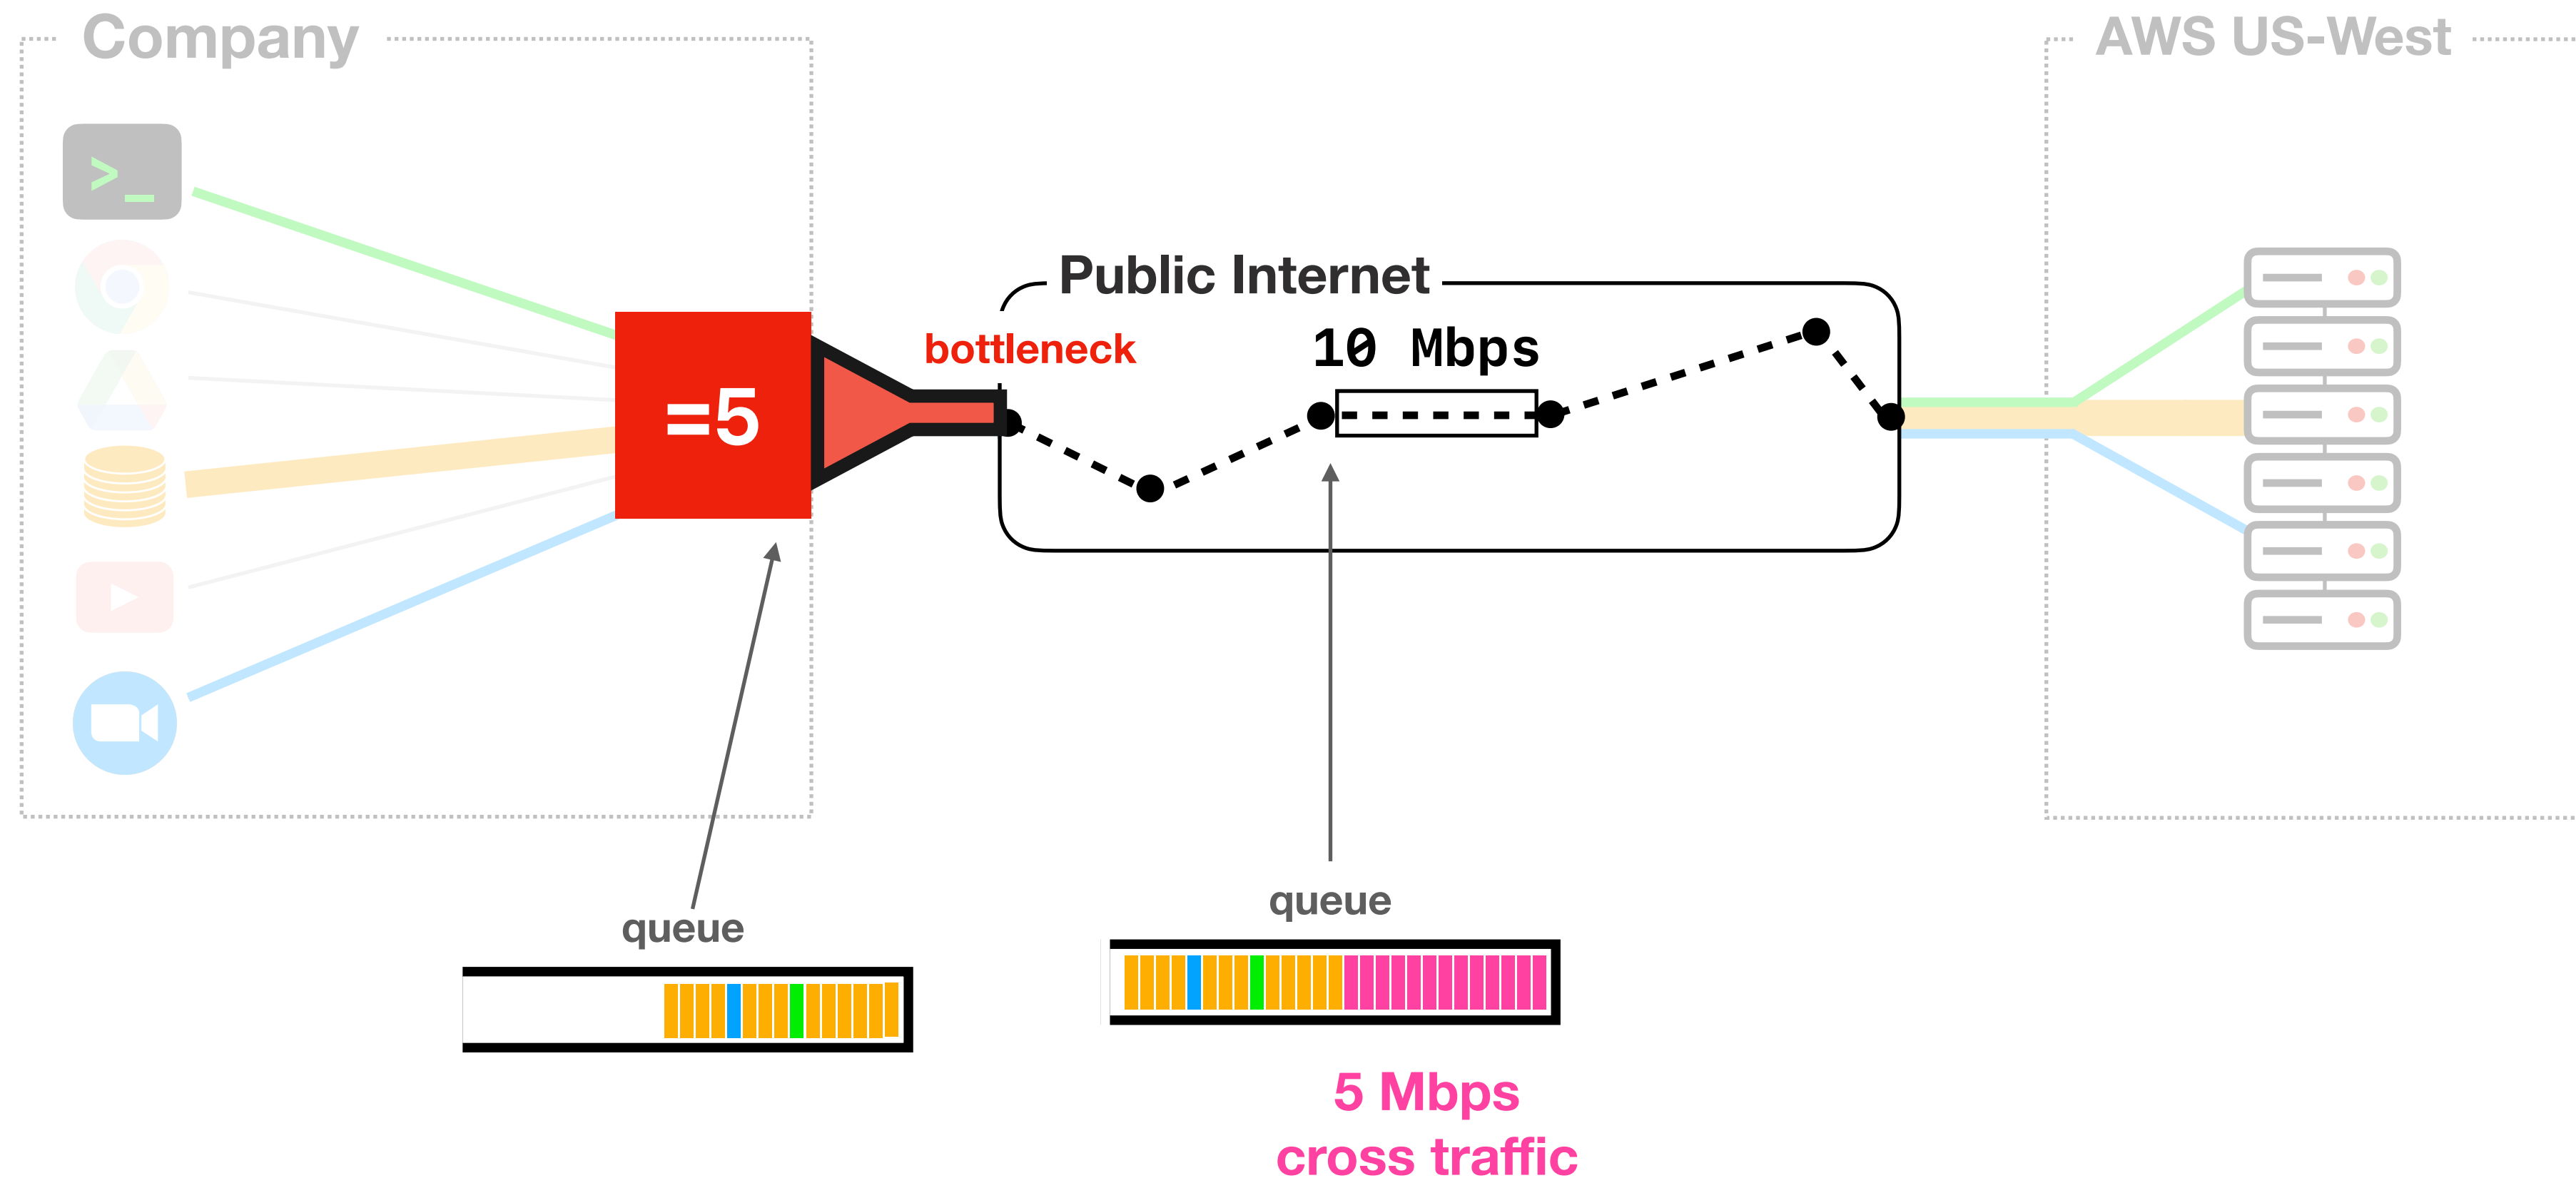 Company
AWS US-West
>_
Public Internet
bottleneck
10 Mbps
=5
queue
queue
5 Mbps
cross traffic